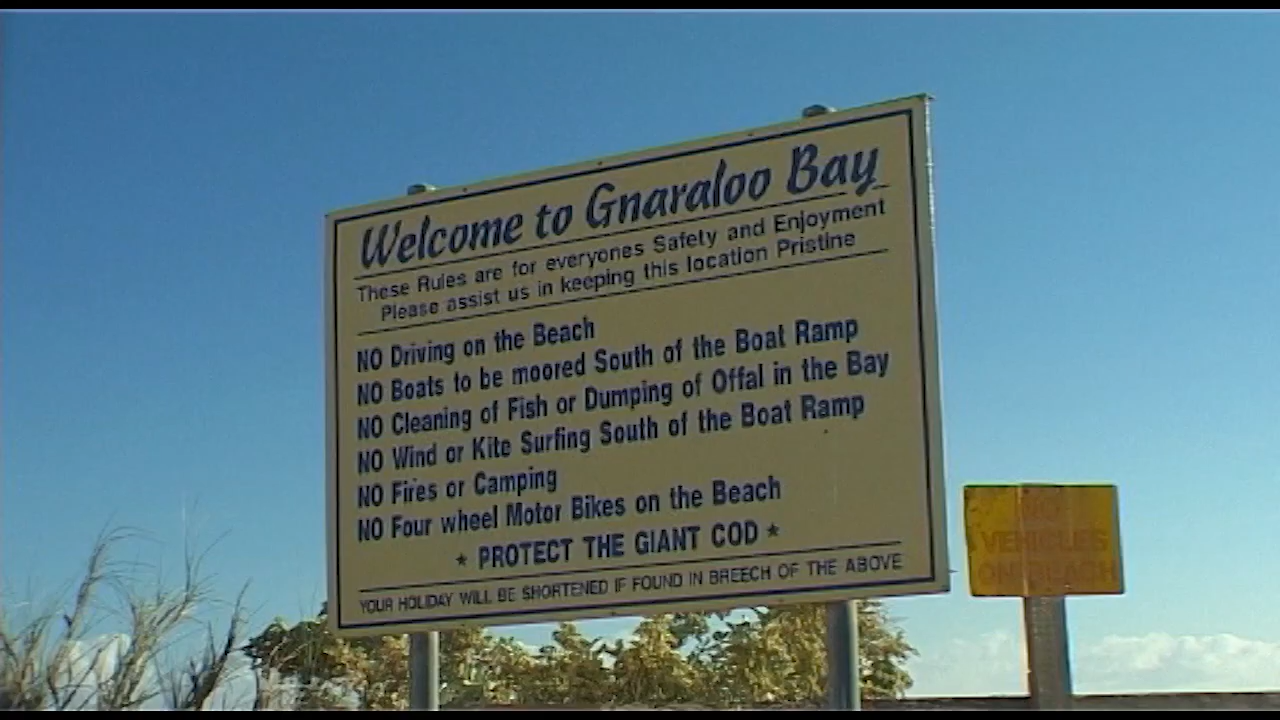 Welcome to Gnaraloo Bay
These Rules are for everyones Safety and Enjoyment
Please assist us in keeping this location Pristine
NO Driving on the Beach
NO Boats to be moored South of the Boat Ramp
NO Cleaning of Fish or Dumping of Offal in the Bay
NO Wind or Kite Surfing South of the Boat Ramp
NO Fires or Camping
NO Four wheel Motor Bikes on the Beach
* PROTECT THE GIANT COD *
YOUR HOLIDAY WILL BE SHORTENED IF FOUND IN BREECH OF THE ABOVE
NO
VEHICLES
ON BEACH